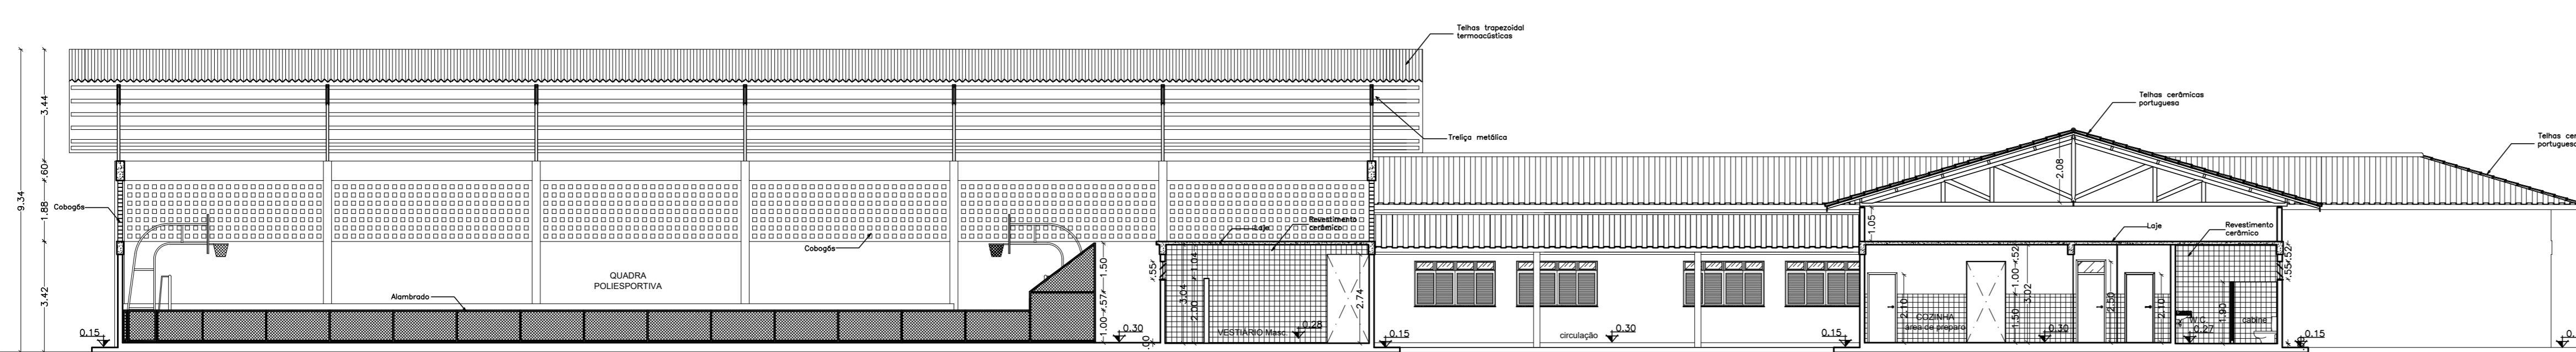 Telhas trapezoidal
termoacústicas
Treliça metálica
Telhas cerâmicas
portuguesa
Telhas
portuguesa
9.34
3.44
.60
1.88
3.42
Cobogós
Cobogós
QUADRA
POLIESPORTIVA
Alambrado
0.15
1.50
.57
1.00
0.30
.55
Laje
Revestimento
cerâmico
1.04
3.04
2.00
VESTIÁRIO Masc.
0.28
2.74
0.15
circulação
0.30
0.15
2.08
1.05
Laje
Revestimento
cerâmico
2.10
COZINHA
área de preparo
.52
1.00
3.02
1.50
0.30
2.50
2.10
W.C.
0.27
1.90
cabine
.52
.55
0.15